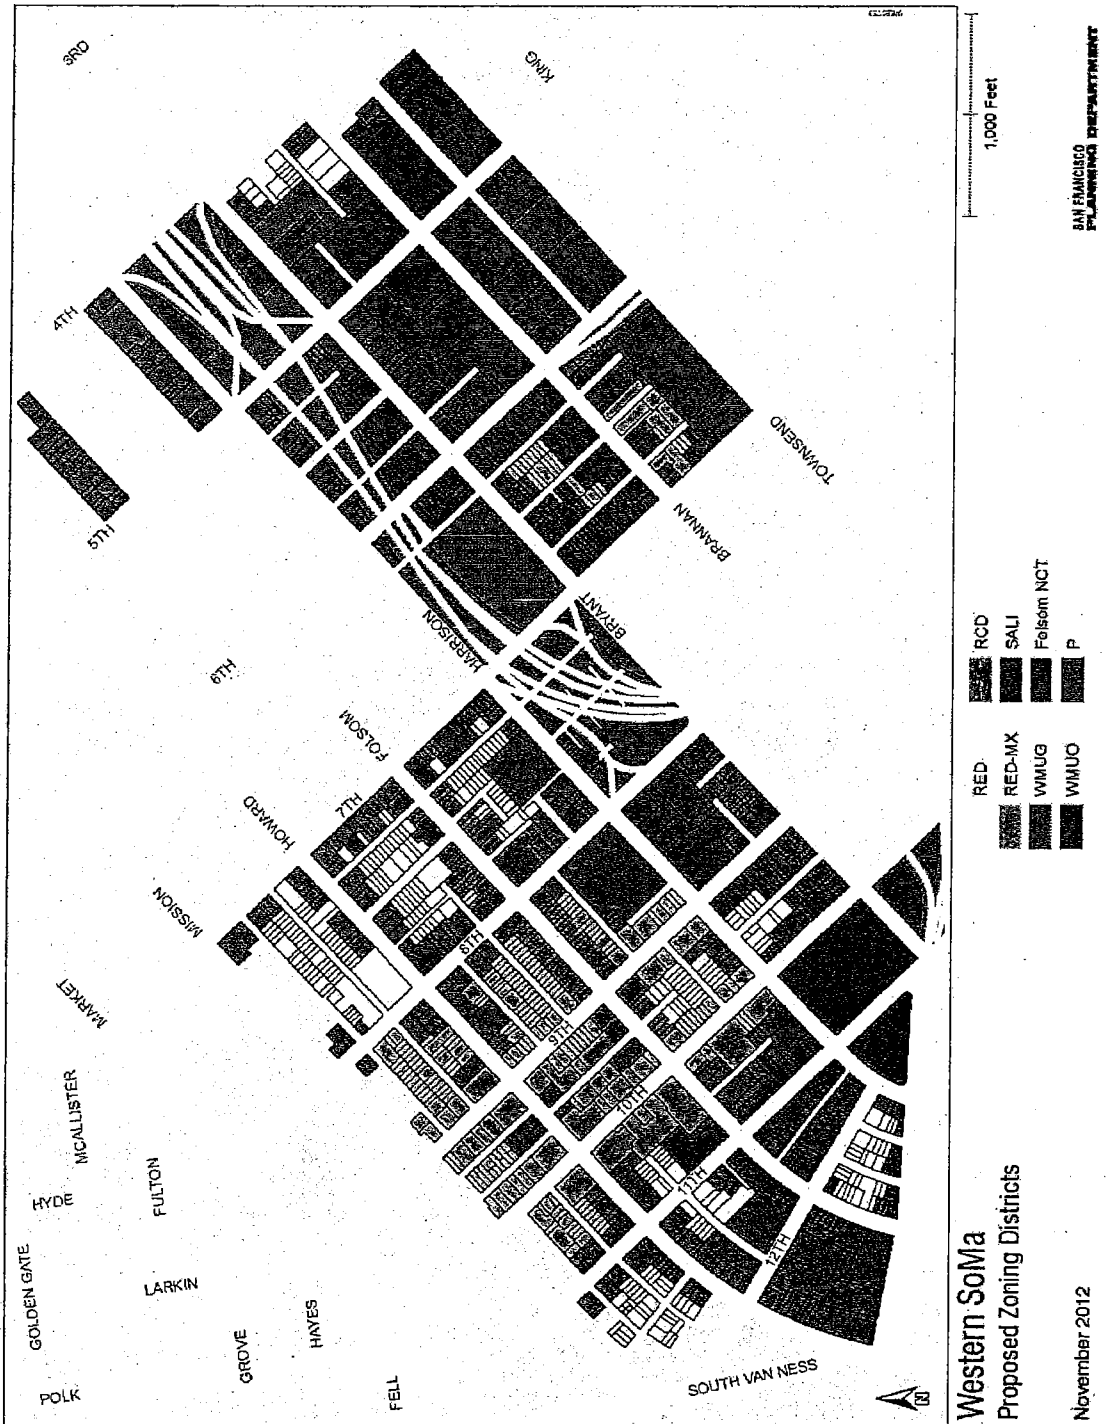 3RD
KING
4TH
5TH
TOWNSEND
BRANNAN
BRYANT
HARRISON
6TH
FOLSOM
7TH
HOWARD
MISSION
8TH
MARKET
9TH
MCALLISTER
10TH
HYDE
FULTON
11TH
GOLDEN GATE
LARKIN
12TH
HAYES
GROVE
POLK
FELL
SOUTH VAN NESS
N
Western SoMa
Proposed Zoning Districts
November 2012
RED
RED-MX
WMUG
WMUO
RCD
SALI
Folsom NCT
P
1,000 Feet
SAN FRANCISCO
PLANNING DEPARTMENT